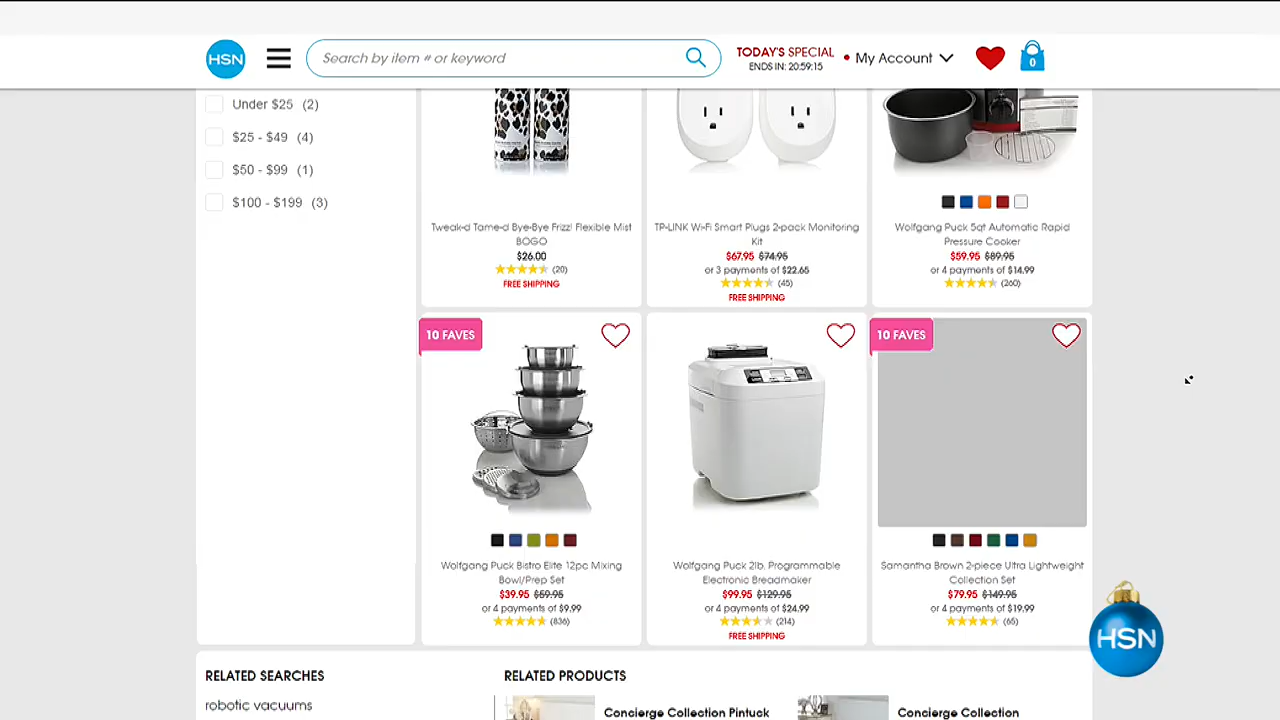 HSN
Search by item # or keyword
TODAY'S SPECIAL
ENDS IN: 20:59:15
My Account
0
Under $25 (2)
$25 - $49 (4)
$50 - $99 (1)
$100 - $199 (3)
Tweak-d Tame-d Bye-Bye Frizz! Flexible Mist
BOGO
$26.00
(20)
FREE SHIPPING
TP-LINK Wi-Fi Smart Plugs 2-pack Monitoring
Kit
$67.95 $74.95
or 3 payments of $22.65
(45)
FREE SHIPPING
Wolfgang Puck 5qt Automatic Rapid
Pressure Cooker
$59.95 $89.95
or 4 payments of $14.99
(260)
10 FAVES
Wolfgang Puck Bistro Elite 12pc Mixing
Bowl/Prep Set
$39.95 $59.95
or 4 payments of $9.99
(836)
Wolfgang Puck 2lb. Programmable
Electronic Breadmaker
$99.95 $129.95
or 4 payments of $24.99
(214)
FREE SHIPPING
10 FAVES
Samantha Brown 2-piece Ultra Lightweight
Collection Set
$79.95 $149.95
or 4 payments of $19.99
(65)
HSN
RELATED SEARCHES
robotic vacuums
RELATED PRODUCTS
Concierge Collection Pintuck
Concierge Collection